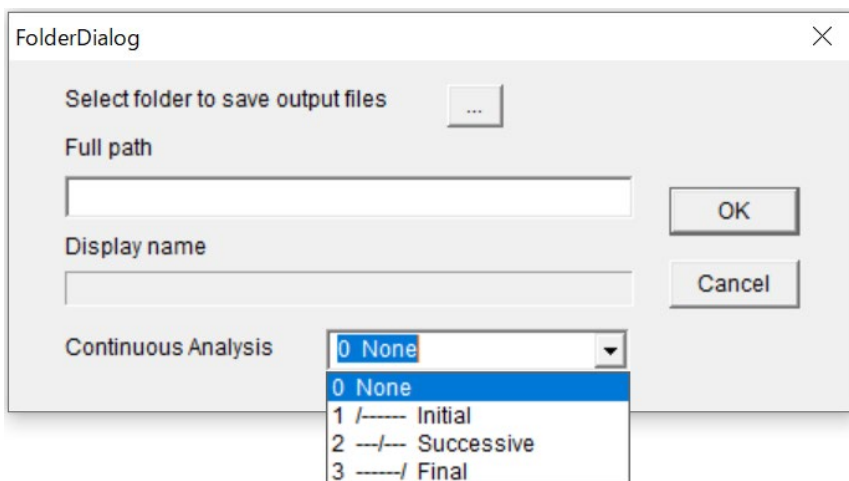 FolderDialog
Select folder to save output files ...
Full path
OK
Display name
Cancel
Continuous Analysis 0 None
0 None
1 /------ Initial
2 ---/--- Successive
3 ------/ Final